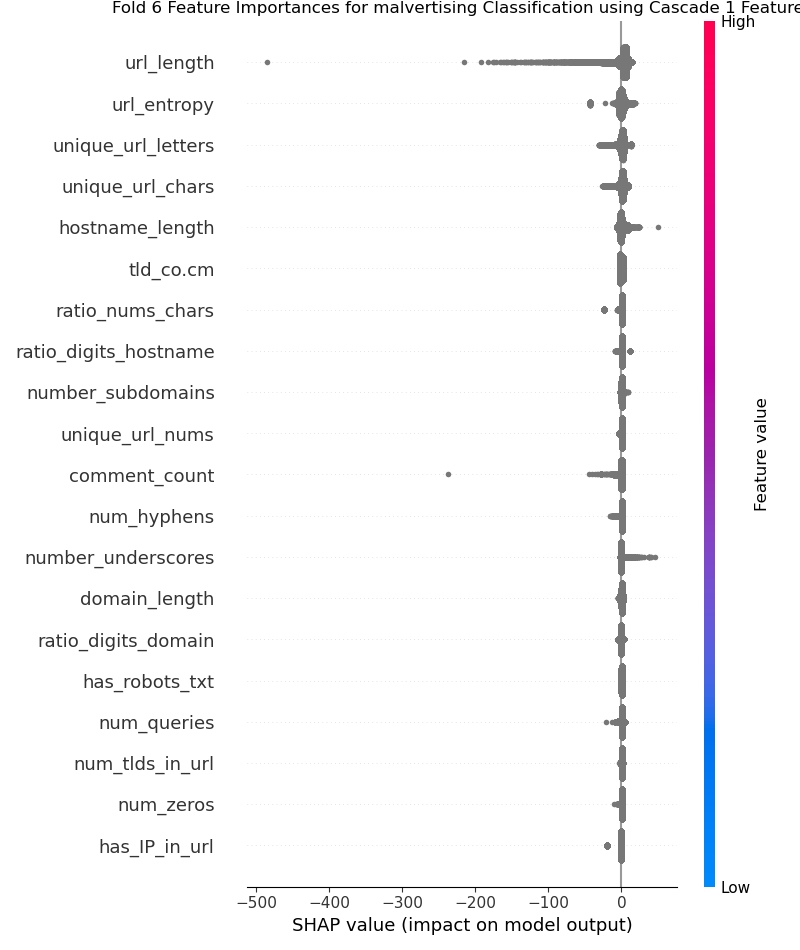 Fold 6 Feature Importances for malvertising Classification using Cascade 1 Feature
High
url_length
url_entropy
unique_url_letters
unique_url_chars
hostname_length
tld_co.cm
ratio_nums_chars
ratio_digits_hostname
number_subdomains
unique_url_nums
comment_count
num_hyphens
number_underscores
domain_length
ratio_digits_domain
has_robots_txt
num_queries
num_tlds_in_url
num_zeros
has_IP_in_url
Feature value
Low
−500 −400 −300 −200 −100 0
SHAP value (impact on model output)